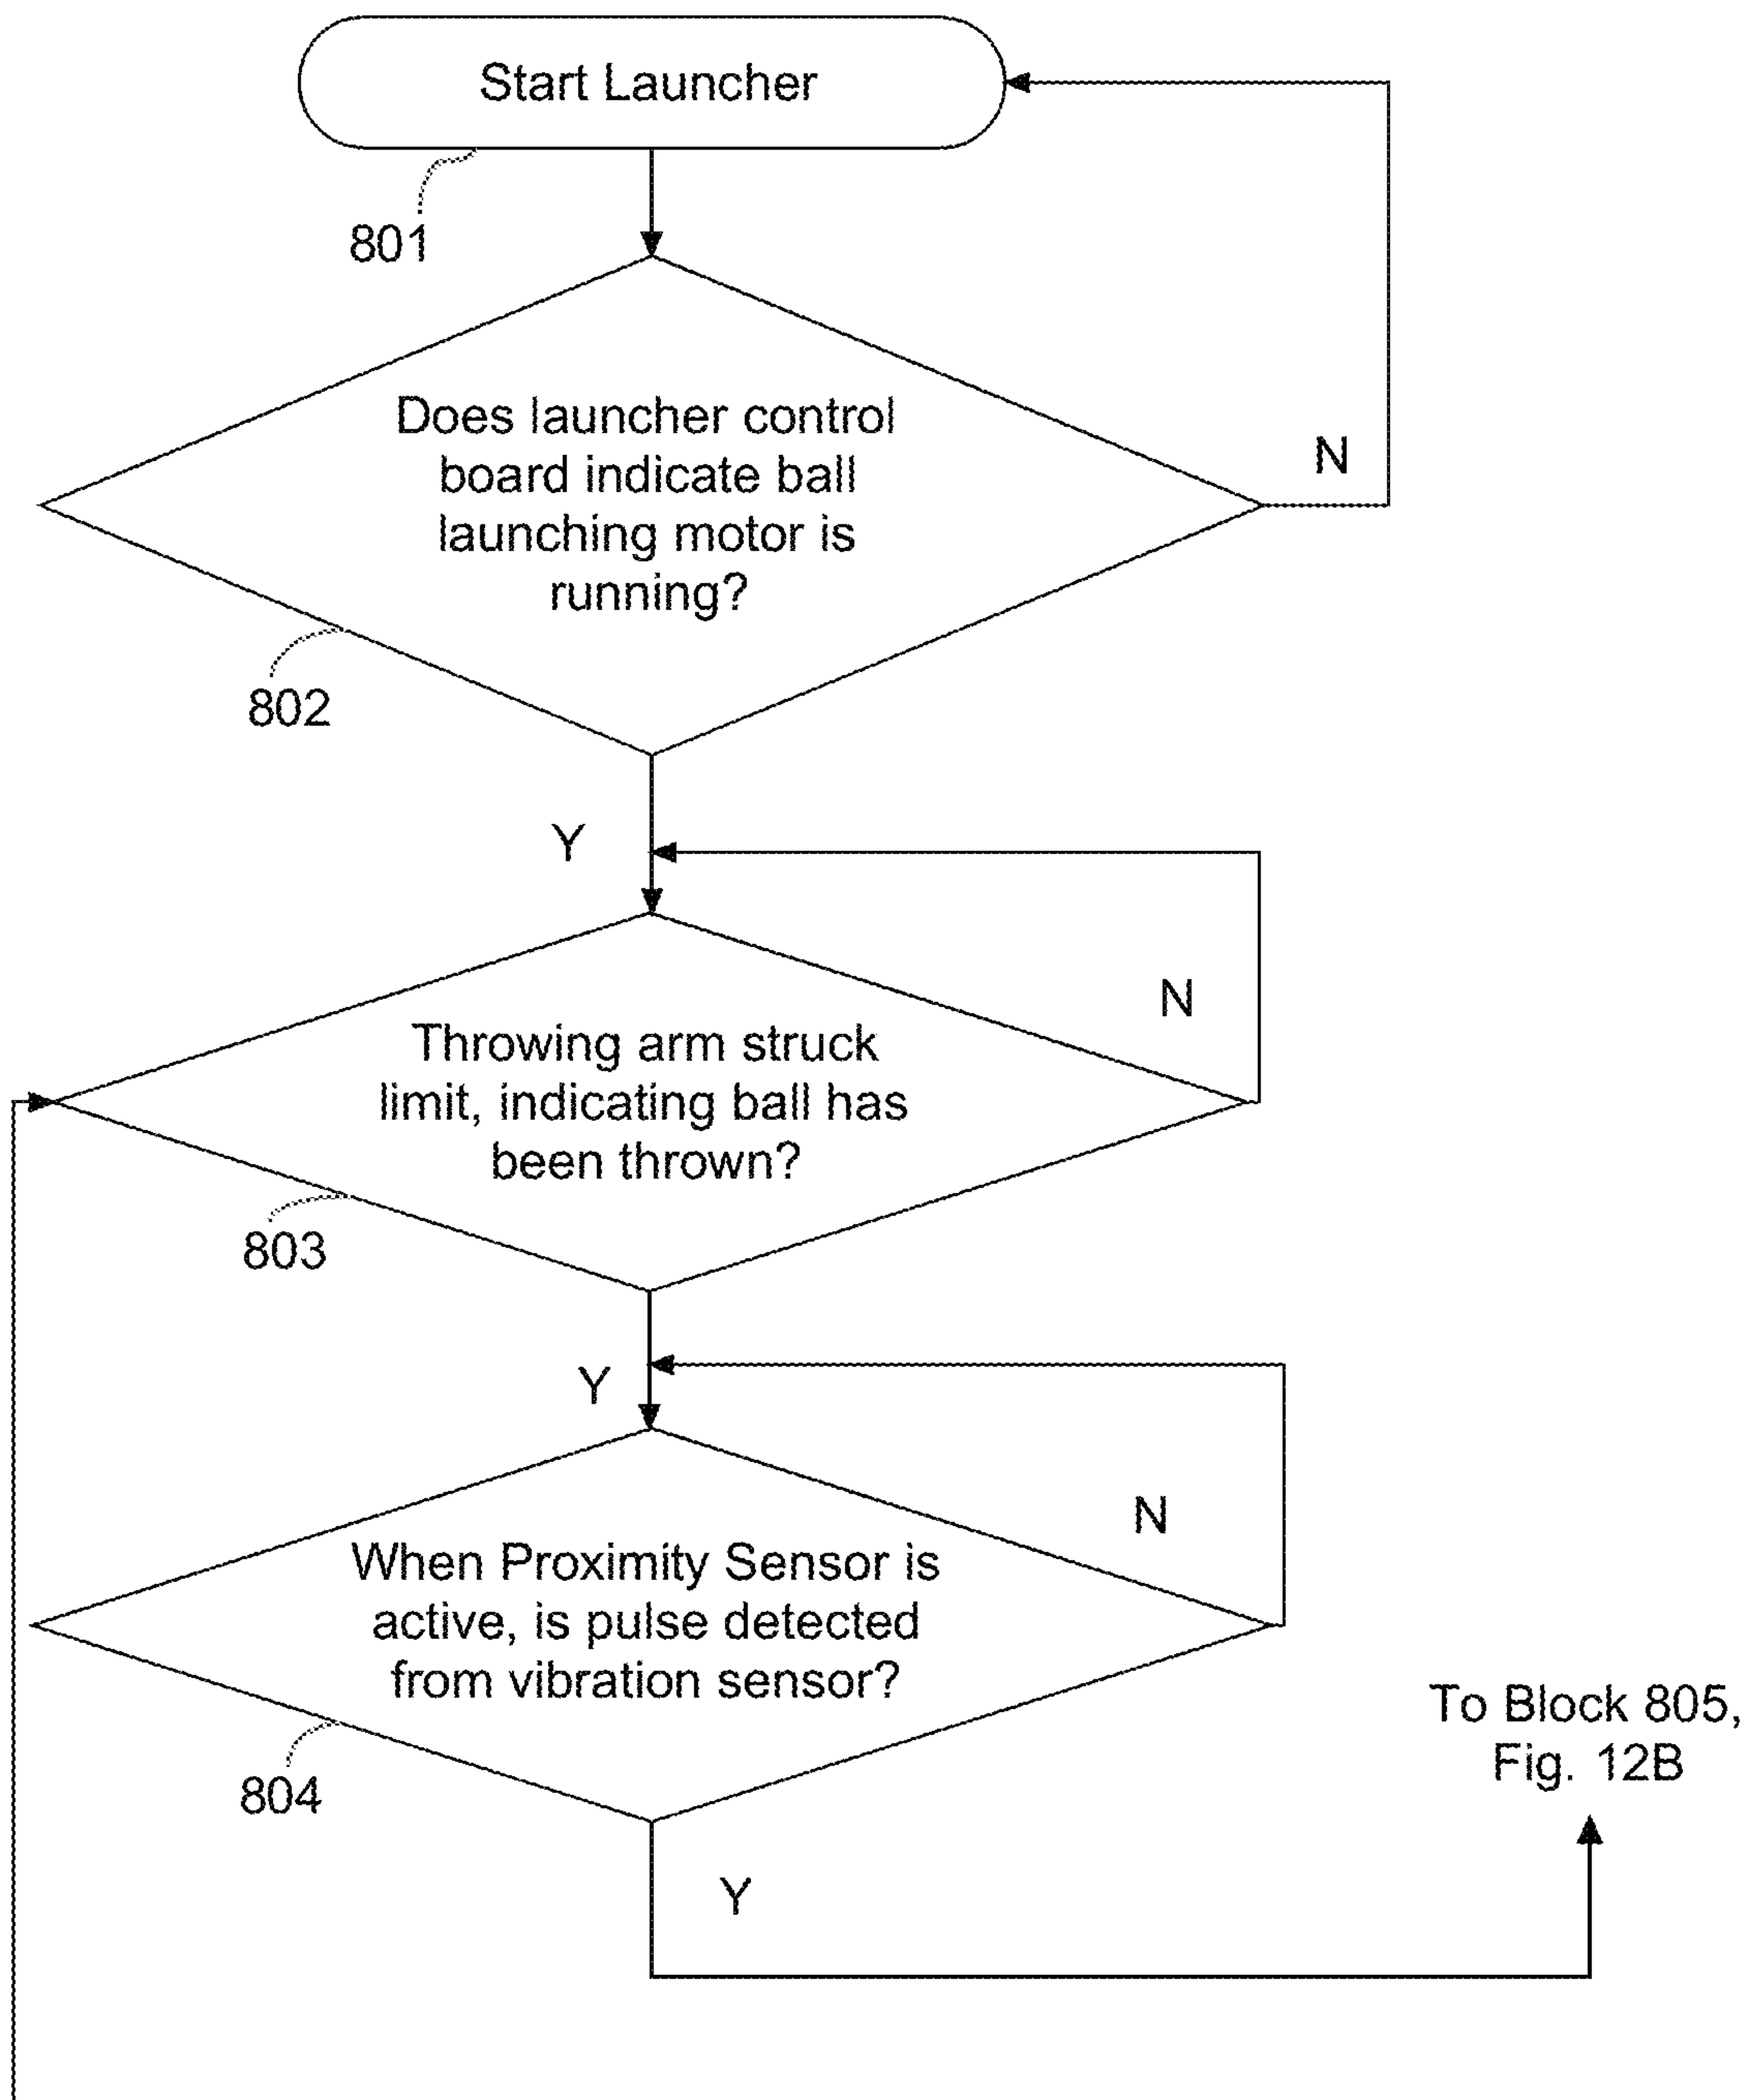 Start Launcher
801
Does launcher control
board indicate ball
launching motor is
running?
N
802
Y
N
Throwing arm struck
limit, indicating ball has
been thrown?
803
Y
N
When Proximity Sensor is
active, is pulse detected
from vibration sensor?
804
To Block 805,
Fig. 12B
Y